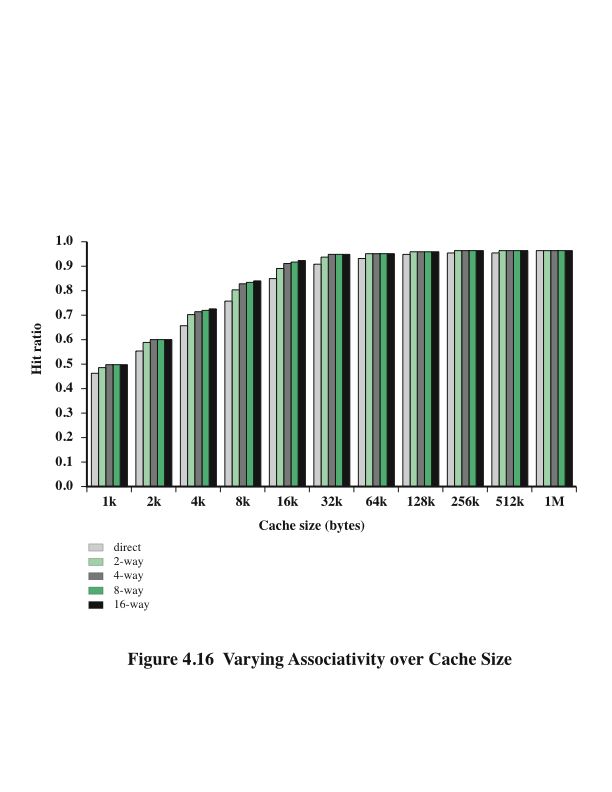 1.0
0.9
0.8
0.7
0.6
0.5
0.4
0.3
0.2
0.1
0.0
Hit ratio
1k 2k 4k 8k 16k 32k 64k 128k 256k 512k 1M
Cache size (bytes)
direct
2-way
4-way
8-way
16-way
Figure 4.16 Varying Associativity over Cache Size